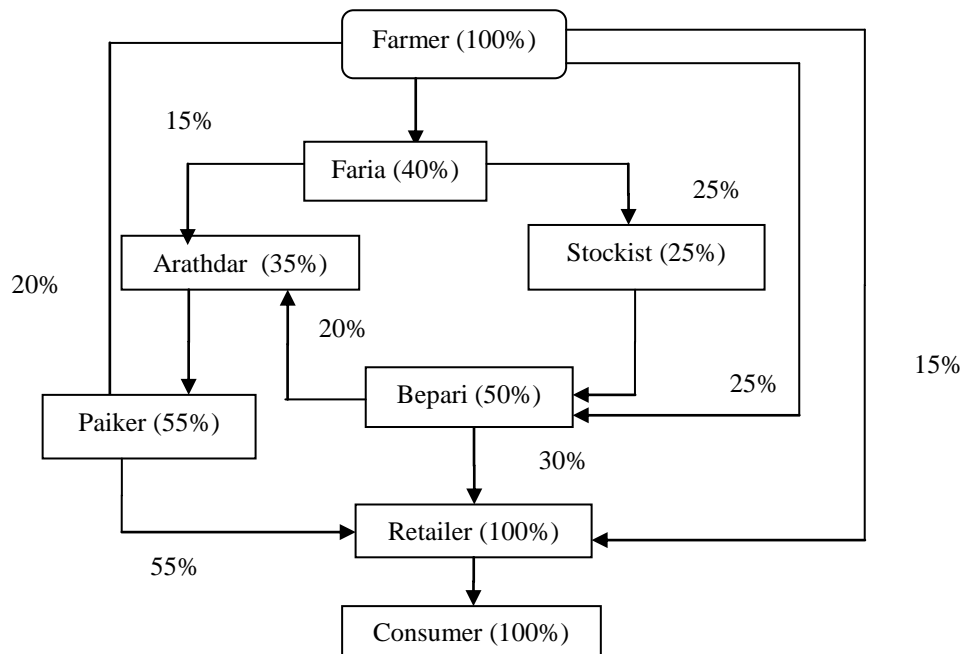 Farmer (100%)
15%
Faria (40%)
25%
Arathdar (35%)
Stockist (25%)
20%
20%
15%
Bepari (50%)
25%
Paiker (55%)
30%
Retailer (100%)
55%
Consumer (100%)